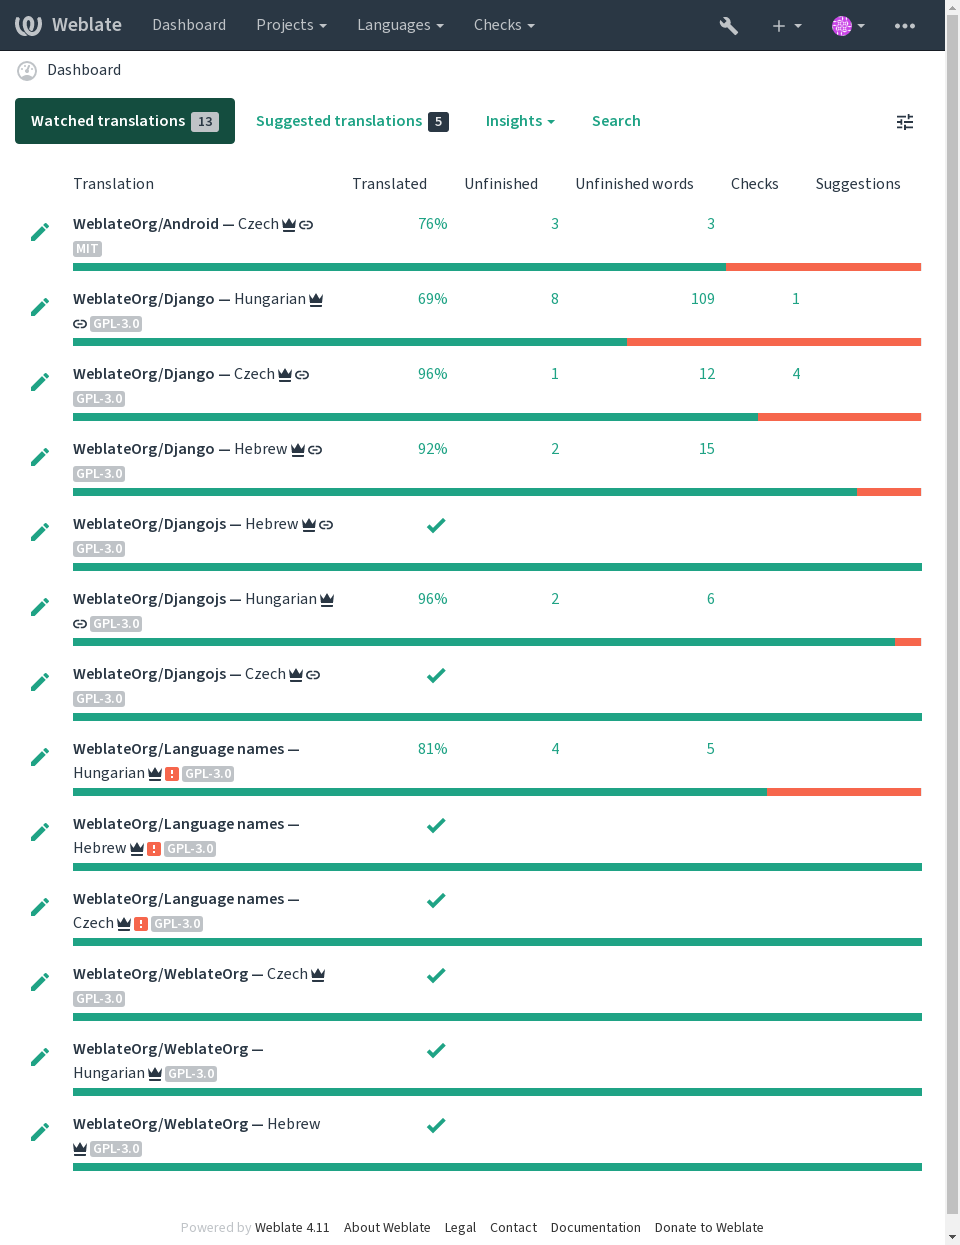 Weblate Dashboard Projects Languages Checks
Dashboard
Watched translations 13 Suggested translations 5 Insights Search
Translation Translated Unfinished Unfinished words Checks Suggestions
WeblateOrg/Android — Czech 76% 3 3
MIT
WeblateOrg/Django — Hungarian 69% 8 109 1
GPL-3.0
WeblateOrg/Django — Czech 96% 1 12 4
GPL-3.0
WeblateOrg/Django — Hebrew 92% 2 15
GPL-3.0
WeblateOrg/Djangojs — Hebrew
GPL-3.0
WeblateOrg/Djangojs — Hungarian 96% 2 6
GPL-3.0
WeblateOrg/Djangojs — Czech
GPL-3.0
WeblateOrg/Language names — 81% 4 5
Hungarian GPL-3.0
WeblateOrg/Language names —
Hebrew GPL-3.0
WeblateOrg/Language names —
Czech GPL-3.0
WeblateOrg/WeblateOrg — Czech
GPL-3.0
WeblateOrg/WeblateOrg —
Hungarian GPL-3.0
WeblateOrg/WeblateOrg — Hebrew
GPL-3.0
Powered by Weblate 4.11 About Weblate Legal Contact Documentation Donate to Weblate